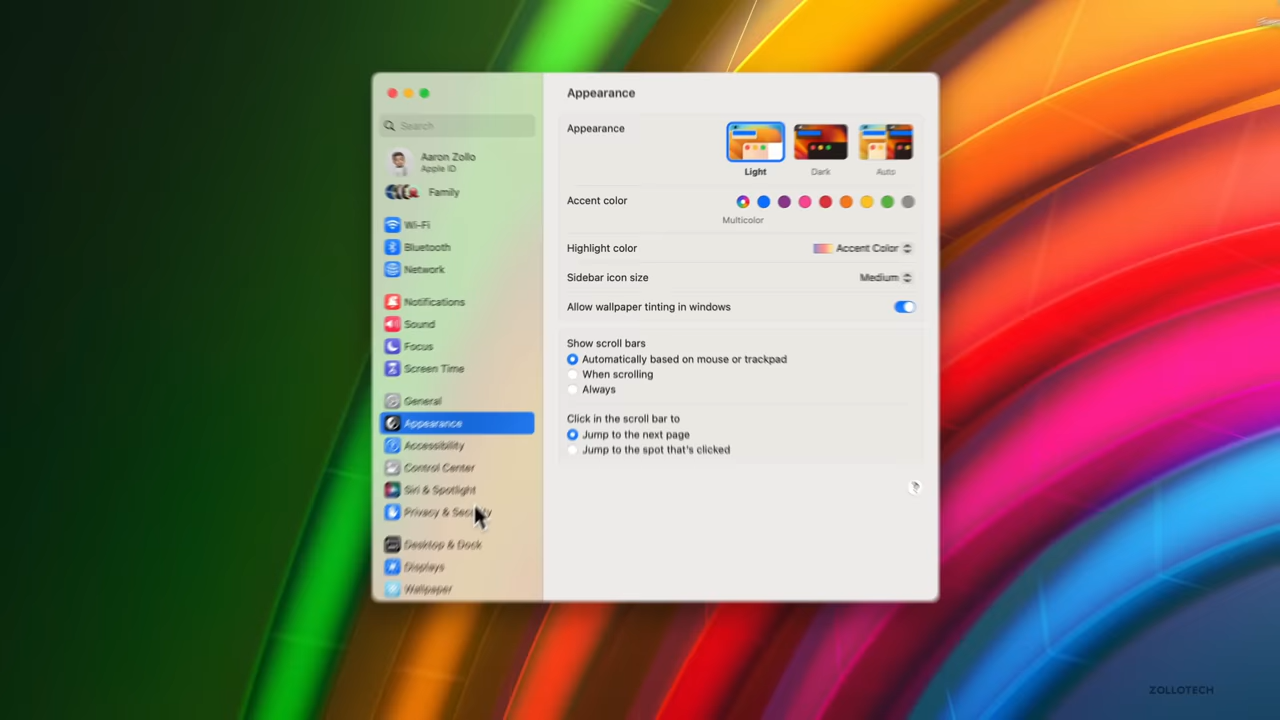 Appearance
Search
Aaron Zollo
Apple ID
Family
Wi-Fi
Bluetooth
Network
Notifications
Sound
Focus
Screen Time
General
Appearance
Accessibility
Control Center
Siri & Spotlight
Privacy & Security
Desktop & Dock
Displays
Wallpaper
Appearance
Light
Dark
Auto
Accent color
Multicolor
Highlight color
Accent Color
Sidebar icon size
Medium
Allow wallpaper tinting in windows
Show scroll bars
Automatically based on mouse or trackpad
When scrolling
Always
Click in the scroll bar to
Jump to the next page
Jump to the spot that's clicked
?
ZOLLOTECH